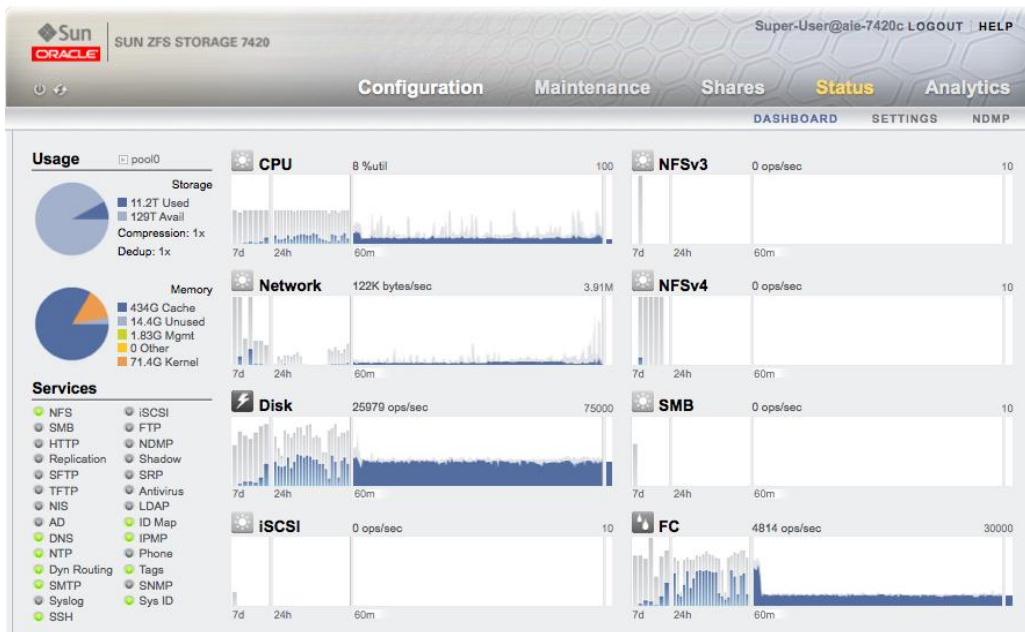 Sun
ORACLE
SUN ZFS STORAGE 7420
Super-User@aie-7420c LOGOUT HELP
Configuration Maintenance Shares Status Analytics
DASHBOARD SETTINGS NDMP
Usage
pool0
Storage
11.2T Used
129T Avail
Compression: 1x
Dedup: 1x
Memory
434G Cache
14.4G Unused
1.83G Mgmt
0 Other
71.4G Kernel
Services
NFS iSCSI
SMB FTP
HTTP NDMP
Replication Shadow
SFTP SRP
TFTP Antivirus
NIS LDAP
AD ID Map
DNS IPMP
NTP Phone
Dyn Routing Tags
SMTP SNMP
Syslog Sys ID
SSH
CPU 8 %util 100
7d 24h 60m
Network 122K bytes/sec 3.91M
7d 24h 60m
Disk 25979 ops/sec 75000
7d 24h 60m
iSCSI 0 ops/sec 10
7d 24h 60m
NFSv3 0 ops/sec 10
7d 24h 60m
NFSv4 0 ops/sec 10
7d 24h 60m
SMB 0 ops/sec 10
7d 24h 60m
FC 4814 ops/sec 30000
7d 24h 60m